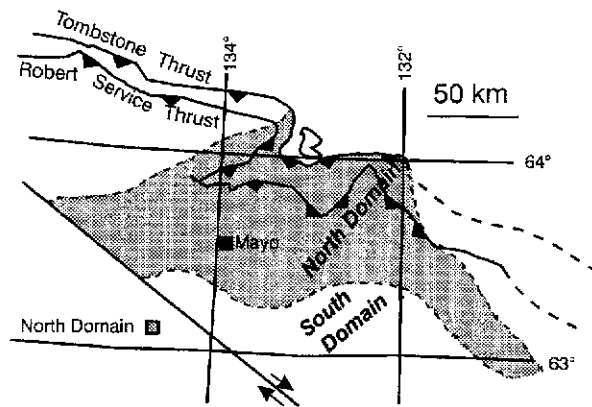 Tombstone Thrust
Robert Service Thrust
134°
132°
50 km
64°
North Domain
Mayo
South
Domain
North Domain
63°